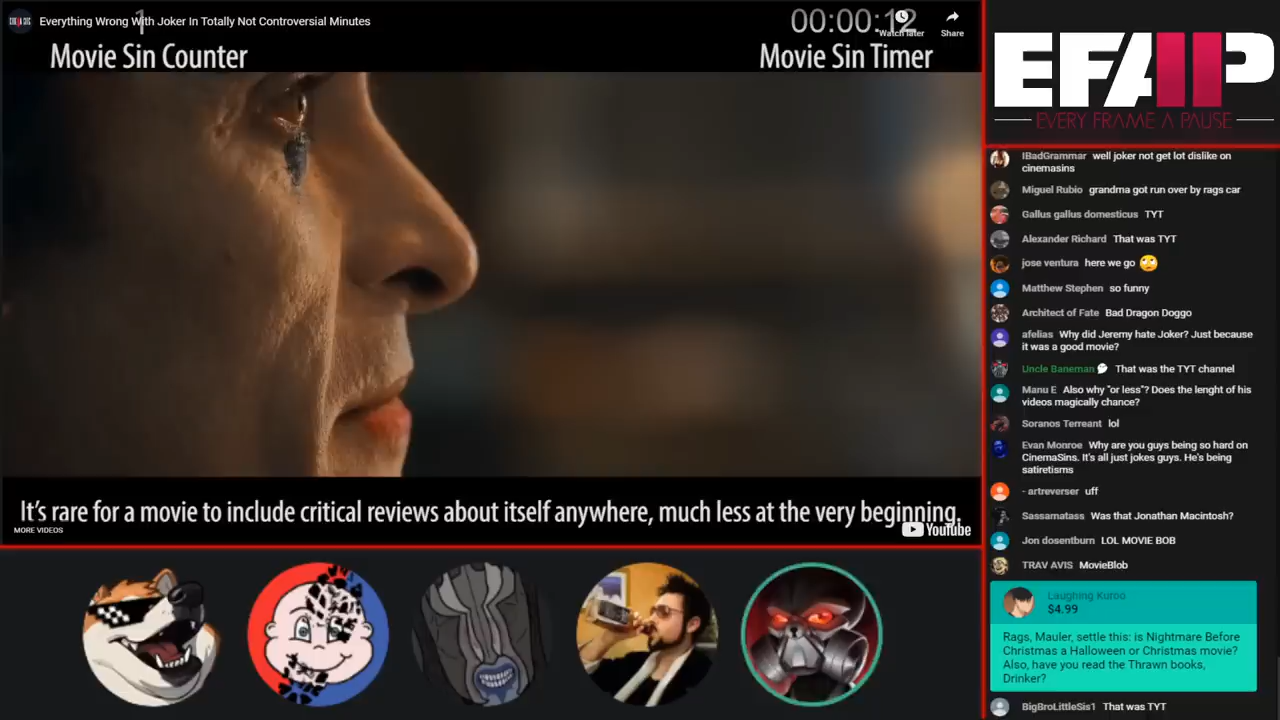 Everything Wrong With Joker In Totally Not Controversial Minutes
1
00:00:12
Watch later
Share
Movie Sin Counter
Movie Sin Timer
It's rare for a movie to include critical reviews about itself anywhere, much less at the very beginning.
MORE VIDEOS
YouTube
EFAP
EVERY FRAME A PAUSE
IBadGrammar well joker not get lot dislike on
cinemasins
Miguel Rubio grandma got run over by rags car
Gallus gallus domesticus TYT
Alexander Richard That was TYT
jose ventura here we go 🙄
Matthew Stephen so funny
Architect of Fate Bad Dragon Doggo
afelias Why did Jeremy hate Joker? Just because
it was a good movie?
Uncle Baneman That was the TYT channel
Manu E Also why "or less"? Does the lenght of his
videos magically chance?
Soranos Terreant lol
Evan Monroe Why are you guys being so hard on
CinemaSins. It's all just jokes guys. He's being
satiretisms
- artreverser uff
Sassarnatass Was that Jonathan Macintosh?
Jon dosentburn LOL MOVIE BOB
TRAV AVIS MovieBlob
Laughing Kuroo
$4.99
Rags, Mauler, settle this: is Nightmare Before
Christmas a Halloween or Christmas movie?
Also, have you read the Thrawn books,
Drinker?
BigBroLittleSis1 That was TYT